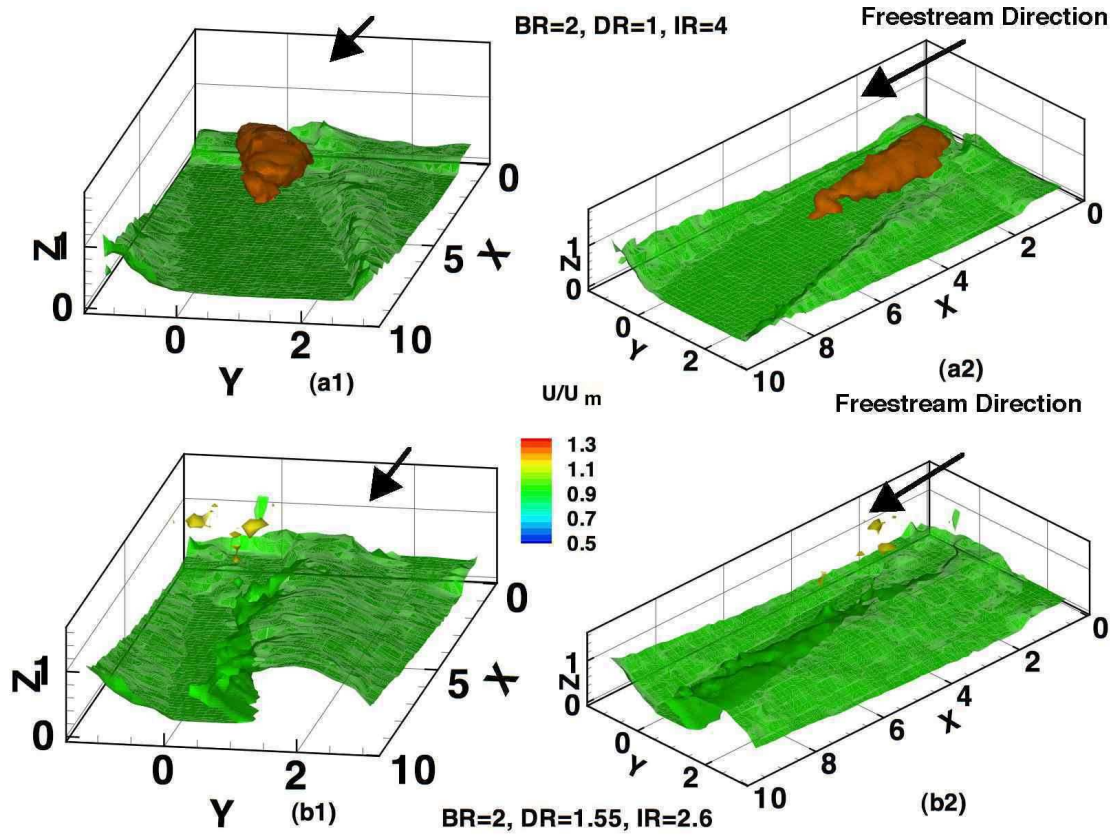 BR=2, DR=1, IR=4
Freestream Direction
Z
1
0
0
2
Y
(a1)
0
5
X
10
Z
1
0
0
2
Y
0
2
4
6
8
10
X
(a2)
U/U m
1.3
1.1
0.9
0.7
0.5
Freestream Direction
Z
1
0
0
2
Y
(b1)
0
5
X
10
Z
1
0
0
2
Y
0
2
4
6
8
10
X
(b2)
BR=2, DR=1.55, IR=2.6